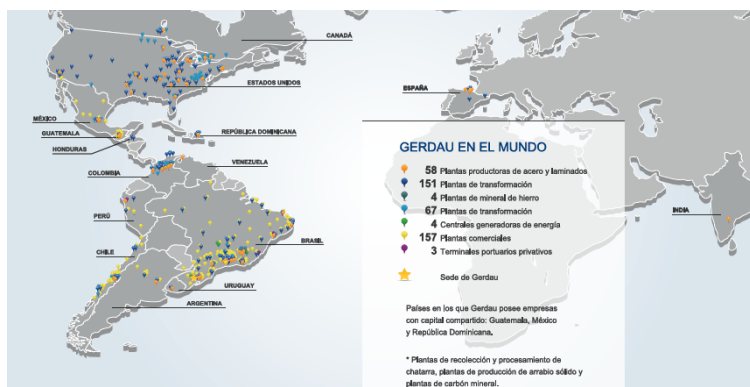 CANADÁ
ESTADOS UNIDOS
ESPAÑA
MÉXICO
GUATEMALA
REPÚBLICA DOMINICANA
HONDURAS
VENEZUELA
COLOMBIA
PERÚ
BRASIL
CHILE
URUGUAY
ARGENTINA
INDIA
GERDAU EN EL MUNDO
58 Plantas productoras de acero y laminados
151 Plantas de transformación
4 Plantas de mineral de hierro
67 Plantas de transformación
4 Centrales generadoras de energía
157 Plantas comerciales
3 Terminales portuarios privativos
Sede de Gerdau
Países en los que Gerdau posee empresas
con capital compartido: Guatemala, México
y República Dominicana.
* Plantas de recolección y procesamiento de
chatarra, plantas de producción de arrabio sólido y
plantas de carbón mineral.